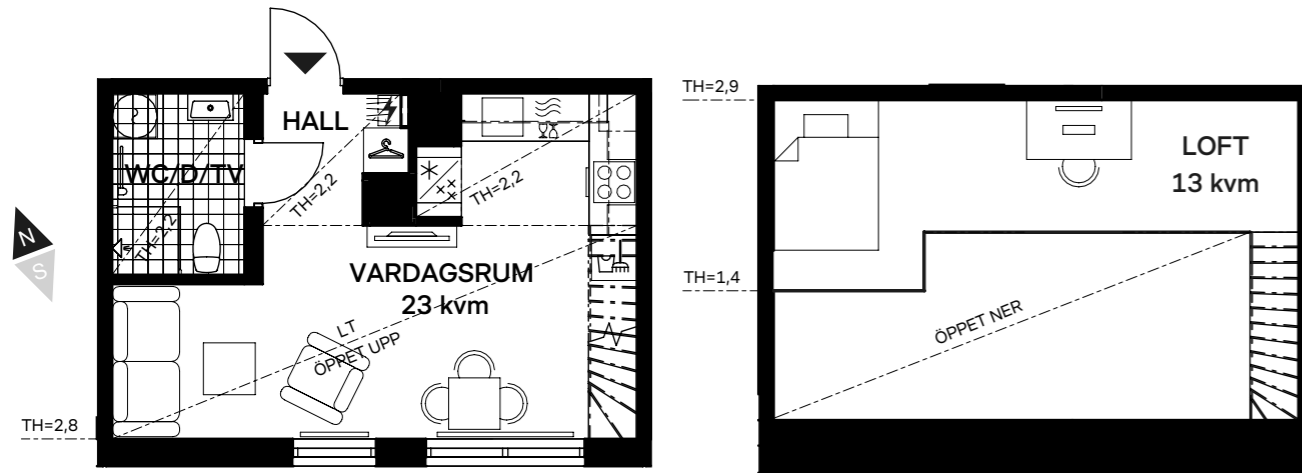 HALL
WC/D/TV
TH=2,2
TH=2,2
TH=2,2
N
S
VARDAGSRUM
23 kvm
LT
ÖPPET UPP
TH=2,8
TH=2,9
LOFT
13 kvm
TH=1,4
ÖPPET NER